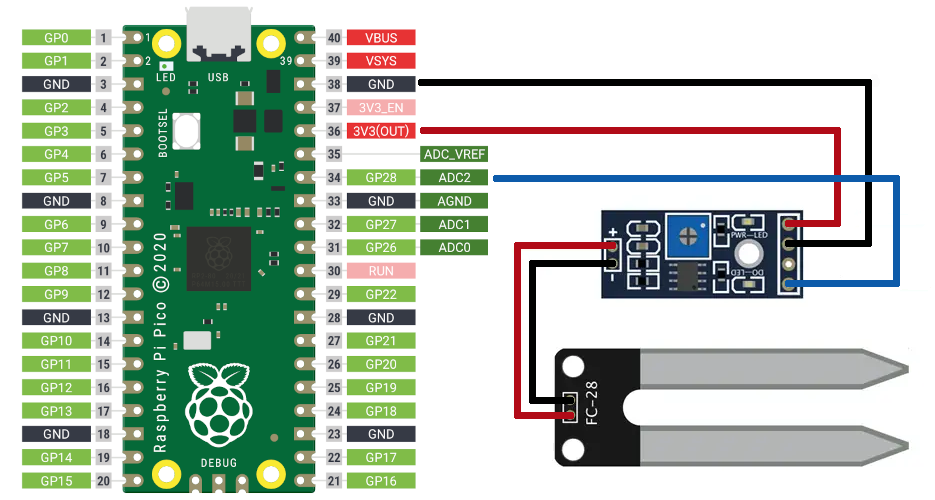 GP0 1
GP1 2
GND 3
GP2 4
GP3 5
GP4 6
GP5 7
GND 8
GP6 9
GP7 10
GP8 11
GP9 12
GND 13
GP10 14
GP11 15
GP12 16
GP13 17
GND 18
GP14 19
GP15 20
1
2
39
LED
USB
BOOTSEL
Raspberry Pi Pico © 2020
DEBUG
40 VBUS
39 VSYS
38 GND
37 3V3_EN
36 3V3(OUT)
35 ADC_VREF
34 GP28 ADC2
33 GND AGND
32 GP27 ADC1
31 GP26 ADC0
30 RUN
29 GP22
28 GND
27 GP21
26 GP20
25 GP19
24 GP18
23 GND
22 GP17
21 GP16
+
-
PWR-LED
DO-LED
FC-28